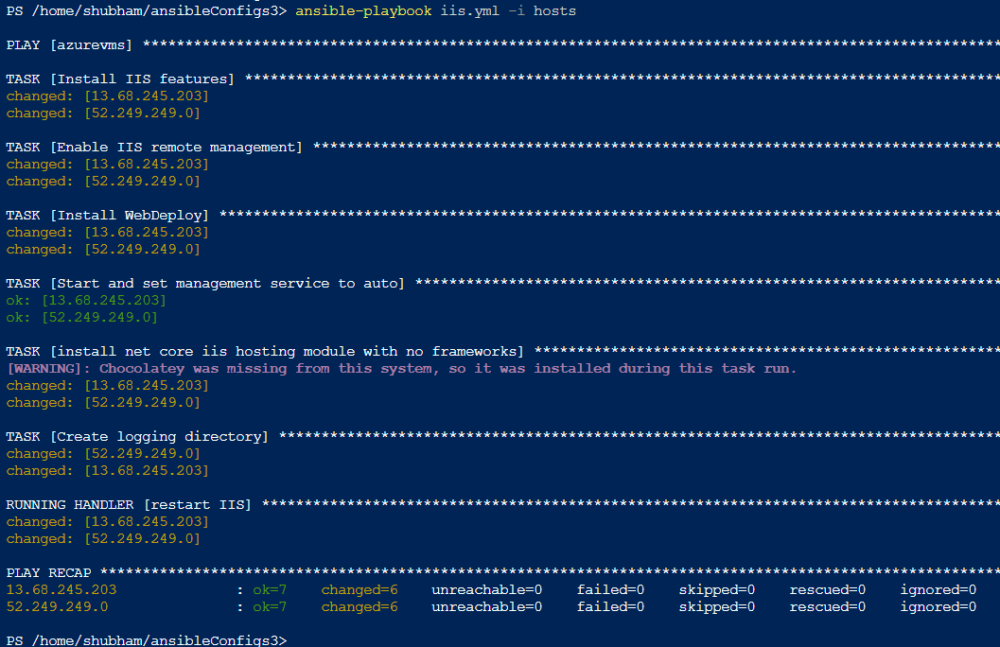 PS /home/shubham/ansibleConfigs3> ansible-playbook iis.yml -i hosts
PLAY [azurevms] ****************************************************************************************************
TASK [Install IIS features] ****************************************************************************************
changed: [13.68.245.203]
changed: [52.249.249.0]
TASK [Enable IIS remote management] ********************************************************************************
changed: [13.68.245.203]
changed: [52.249.249.0]
TASK [Install WebDeploy] *******************************************************************************************
changed: [13.68.245.203]
changed: [52.249.249.0]
TASK [Start and set management service to auto] ********************************************************************
ok: [13.68.245.203]
ok: [52.249.249.0]
TASK [install net core iis hosting module with no frameworks] ******************************************************
[WARNING]: Chocolatey was missing from this system, so it was installed during this task run.
changed: [13.68.245.203]
changed: [52.249.249.0]
TASK [Create logging directory] ************************************************************************************
changed: [52.249.249.0]
changed: [13.68.245.203]
RUNNING HANDLER [restart IIS] **************************************************************************************
changed: [13.68.245.203]
changed: [52.249.249.0]
PLAY RECAP *********************************************************************************************************
13.68.245.203 : ok=7 changed=6 unreachable=0 failed=0 skipped=0 rescued=0 ignored=0
52.249.249.0 : ok=7 changed=6 unreachable=0 failed=0 skipped=0 rescued=0 ignored=0
PS /home/shubham/ansibleConfigs3>